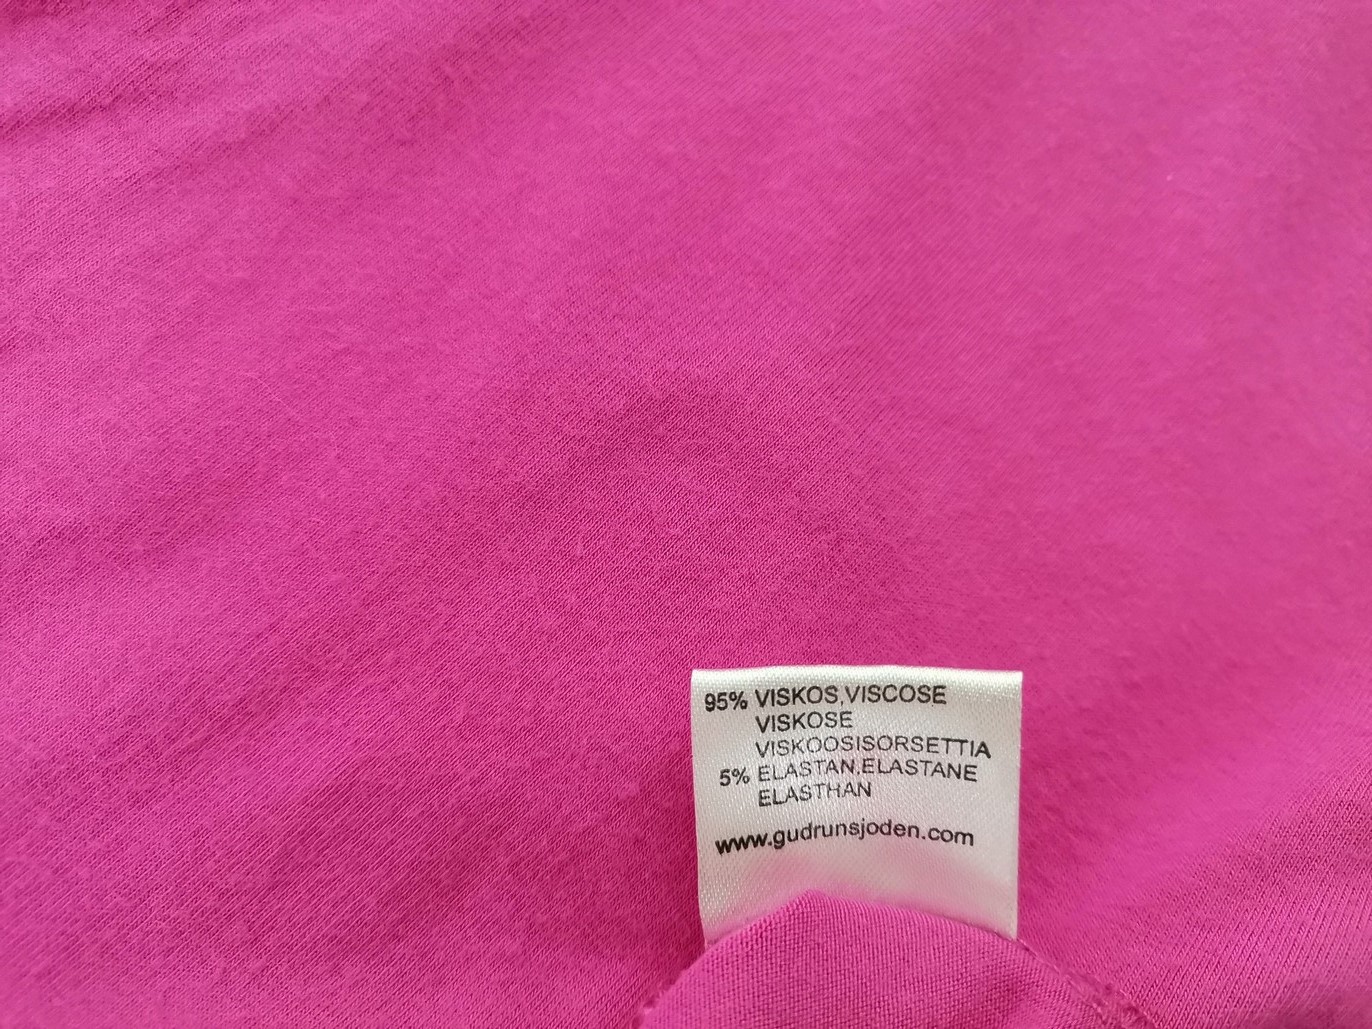 95% VISKOS,VISCOSE
VISKOSE
VISKOOSISORSETTIA
5% ELASTAN,ELASTANE
ELASTHAN
www.gudrunsjoden.com